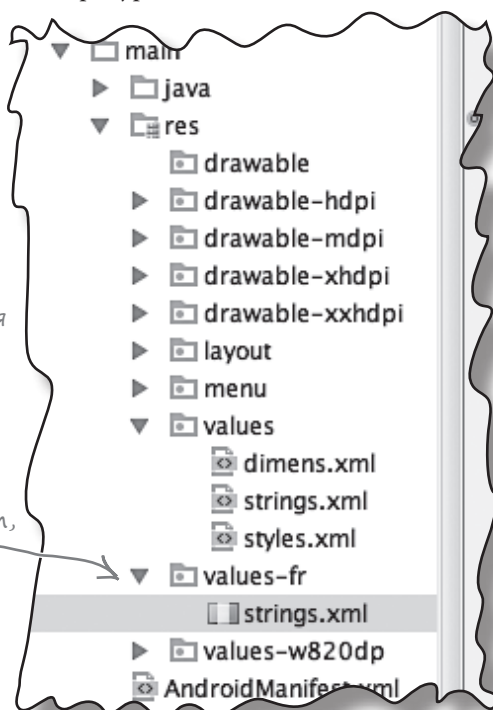 main
java
res
drawable
drawable-hdpi
drawable-mdpi
drawable-xhdpi
drawable-xxhdpi
layout
menu
values
dimens.xml
strings.xml
styles.xml
values-fr
strings.xml
values-w820dp
AndroidManifest.xml